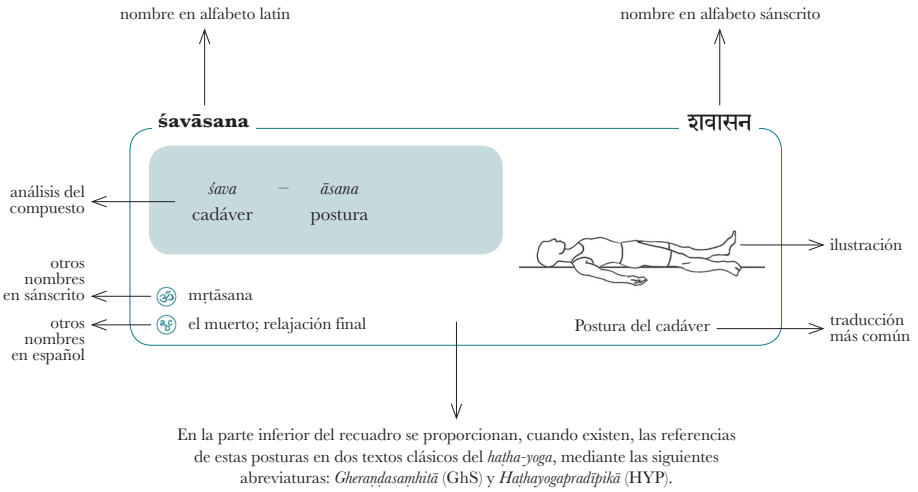 nombre en alfabeto latín
nombre en alfabeto sánscrito
śavāsana
शवासन
análisis del
compuesto
śava – āsana
cadáver postura
ilustración
otros
nombres
en sánscrito
ॐ mṛtāsana
otros
nombres
en español
abcD el muerto; relajación final
Postura del cadáver
traducción
más común
En la parte inferior del recuadro se proporcionan, cuando existen, las referencias
de estas posturas en dos textos clásicos del haṭha-yoga, mediante las siguientes
abreviaturas: Gheraṇḍasaṃhitā (GhS) y Haṭhayogapradīpikā (HYP).